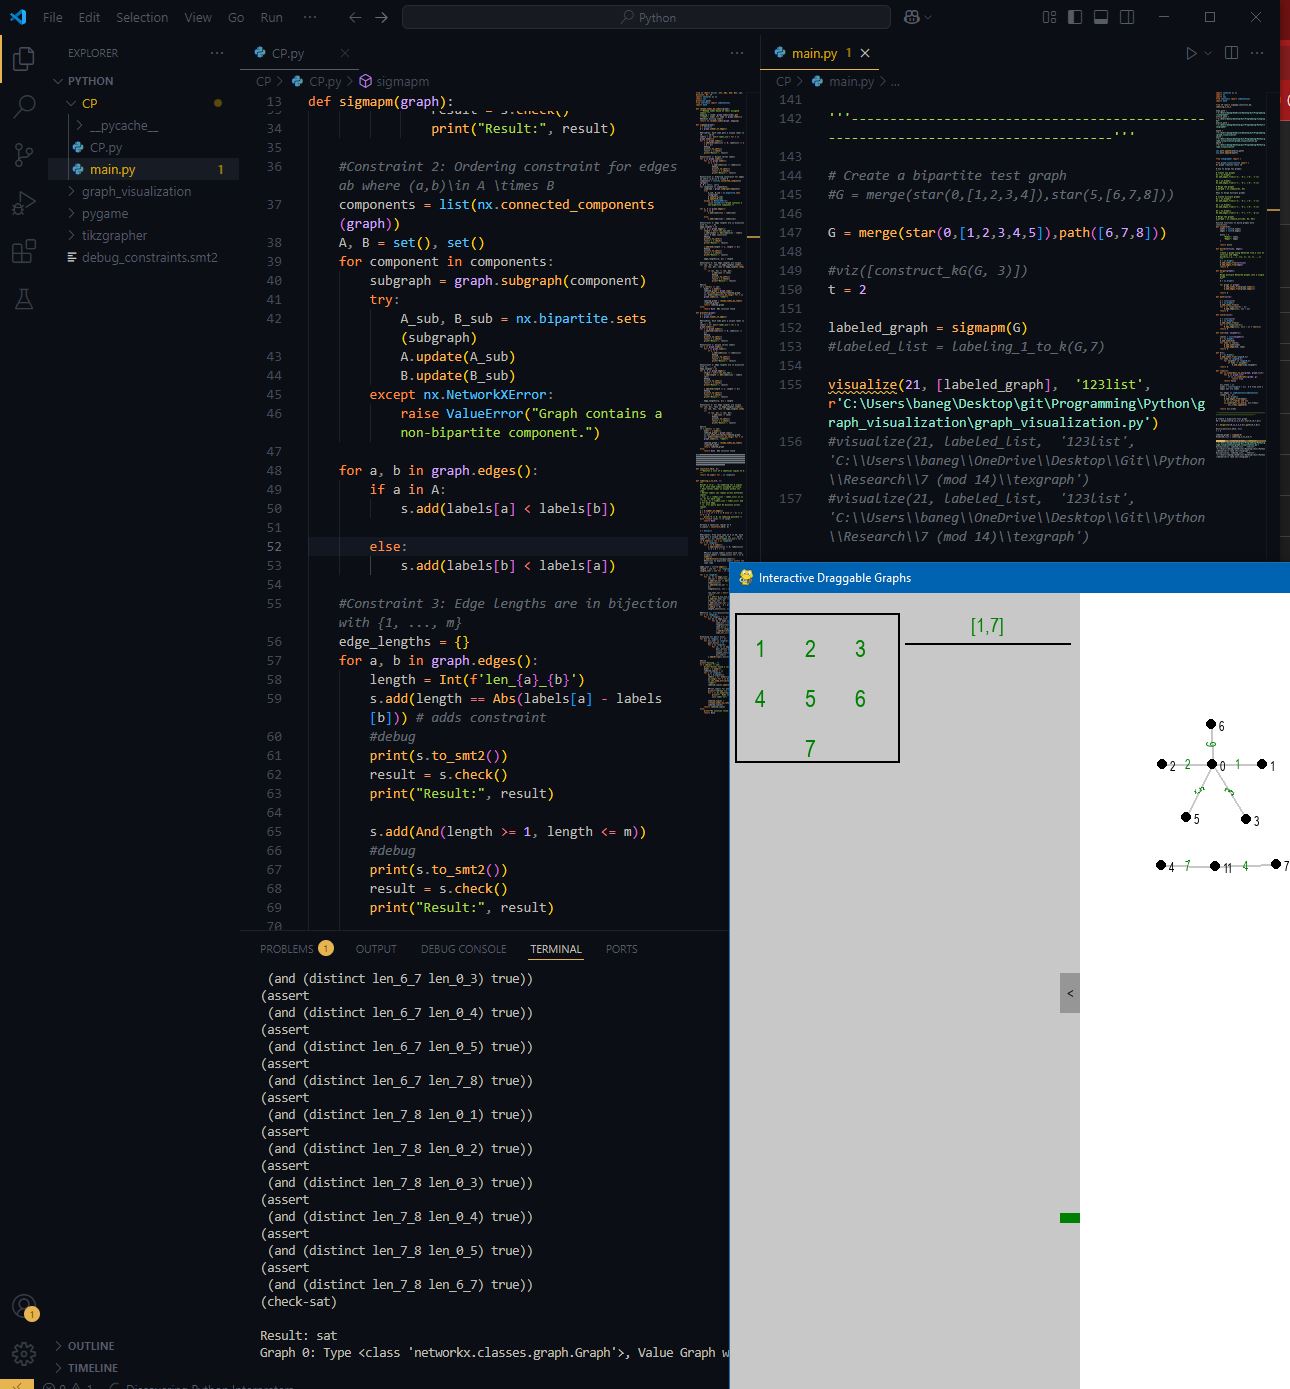 File Edit Selection View Go Run ··· Python
EXPLORER ···
PYTHON
CP
__pycache__
CP.py
main.py 1
graph_visualization
pygame
tikzgrapher
debug_constraints.smt2
OUTLINE
TIMELINE
CP.py
CP > CP.py > sigmapm
13 def sigmapm(graph):
34 print("Result:", result)
35
36 #Constraint 2: Ordering constraint for edges
ab where (a,b)\in A \times B
37 components = list(nx.connected_components
(graph))
38 A, B = set(), set()
39 for component in components:
40 subgraph = graph.subgraph(component)
41 try:
42 A_sub, B_sub = nx.bipartite.sets
(subgraph)
43 A.update(A_sub)
44 B.update(B_sub)
45 except nx.NetworkXError:
46 raise ValueError("Graph contains a
non-bipartite component.")
47
48 for a, b in graph.edges():
49 if a in A:
50 s.add(labels[a] < labels[b])
51
52 else:
53 s.add(labels[b] < labels[a])
54
55 #Constraint 3: Edge lengths are in bijection
with {1, ..., m}
56 edge_lengths = {}
57 for a, b in graph.edges():
58 length = Int(f'len_{a}_{b}')
59 s.add(length == Abs(labels[a] - labels
[b])) # adds constraint
60 #debug
61 print(s.to_smt2())
62 result = s.check()
63 print("Result:", result)
64
65 s.add(And(length >= 1, length <= m))
66 #debug
67 print(s.to_smt2())
68 result = s.check()
69 print("Result:", result)
70
main.py 1
CP > main.py > ...
141
142 '''----------------------------------------------
-------------------------------------'''
143
144 # Create a bipartite test graph
145 #G = merge(star(0,[1,2,3,4]),star(5,[6,7,8]))
146
147 G = merge(star(0,[1,2,3,4,5]),path([6,7,8]))
148
149 #viz([construct_kG(G, 3)])
150 t = 2
151
152 labeled_graph = sigmapm(G)
153 #labeled_list = labeling_1_to_k(G,7)
154
155 visualize(21, [labeled_graph], '123list',
r'C:\Users\baneg\Desktop\git\Programming\Python\g
raph_visualization\graph_visualization.py')
156 #visualize(21, labeled_list, '123list',
'C:\\Users\\baneg\\OneDrive\\Desktop\\Git\\Python
\\Research\\7 (mod 14)\\texgraph')
157 #visualize(21, labeled_list, '123list',
'C:\\Users\\baneg\\OneDrive\\Desktop\\Git\\Python
\\Research\\7 (mod 14)\\texgraph')
PROBLEMS 1 OUTPUT DEBUG CONSOLE TERMINAL PORTS
(and (distinct len_6_7 len_0_3) true))
(assert
(and (distinct len_6_7 len_0_4) true))
(assert
(and (distinct len_6_7 len_0_5) true))
(assert
(and (distinct len_6_7 len_7_8) true))
(assert
(and (distinct len_7_8 len_0_1) true))
(assert
(and (distinct len_7_8 len_0_2) true))
(assert
(and (distinct len_7_8 len_0_3) true))
(assert
(and (distinct len_7_8 len_0_4) true))
(assert
(and (distinct len_7_8 len_0_5) true))
(assert
(and (distinct len_7_8 len_6_7) true))
(check-sat)
Result: sat
Graph 0: Type <class 'networkx.classes.graph.Graph'>, Value Graph w
Interactive Draggable Graphs
1 2 3
4 5 6
7
[1,7]
<
6
6
2 2 0 1 1
5 3
5 3
4 7 11 4 7